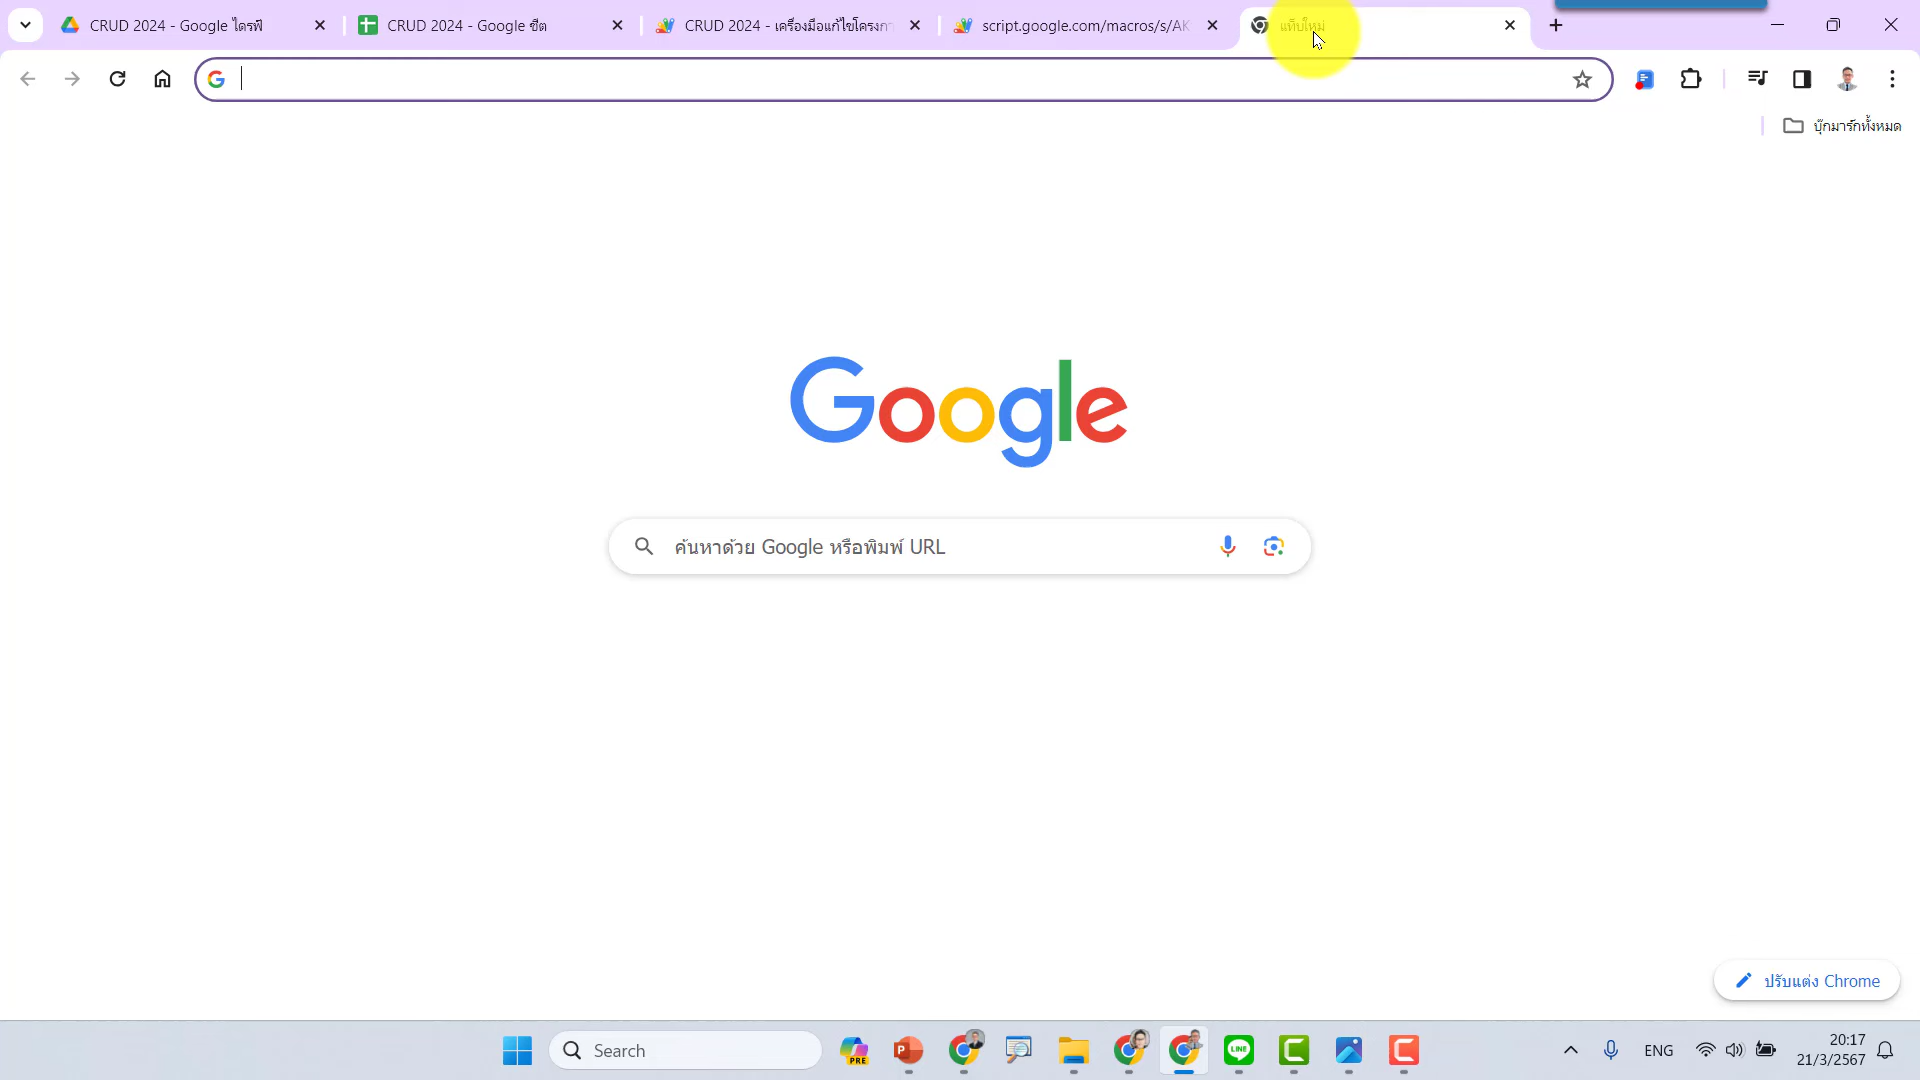 CRUD 2024 - Google ไดรฟ์
CRUD 2024 - Google ชีต
CRUD 2024 - เครื่องมือแก้ไขโครงกา
script.google.com/macros/s/AK
แท็บใหม่
บุ๊กมาร์กทั้งหมด
Google
ค้นหาด้วย Google หรือพิมพ์ URL
ปรับแต่ง Chrome
Search
PRE
LINE
ENG
20:17
21/3/2567